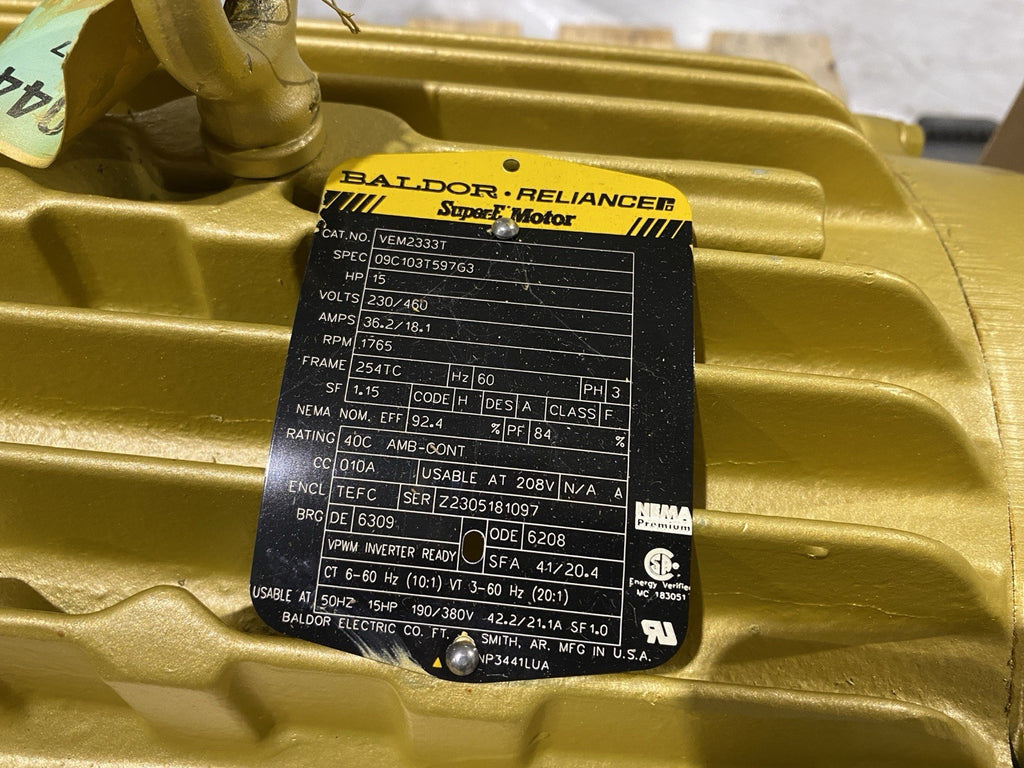 044
7
BALDOR · RELIANCE
Super-E Motor
CAT.NO. VEM2333T
SPEC 09C103T597G3
HP 15
VOLTS 230/460
AMPS 36.2/18.1
RPM 1765
FRAME 254TC Hz 60 PH 3
SF 1.15 CODE H DES A CLASS F
NEMA NOM. EFF 92.4 % PF 84 %
RATING 40C AMB-CONT
CC 010A USABLE AT 208V N/A A
ENCL TEFC SER Z2305181097
BRG DE 6309 ODE 6208
VPWM INVERTER READY SFA 41/20.4
CT 6-60 Hz (10:1) VT 3-60 Hz (20:1)
USABLE AT 50HZ 15HP 190/380V 42.2/21.1A SF1.0
BALDOR ELECTRIC CO. FT. SMITH, AR. MFG IN U.S.A.
NP3441LUA
NEMA
Premium
Energy Verified
MC 183051